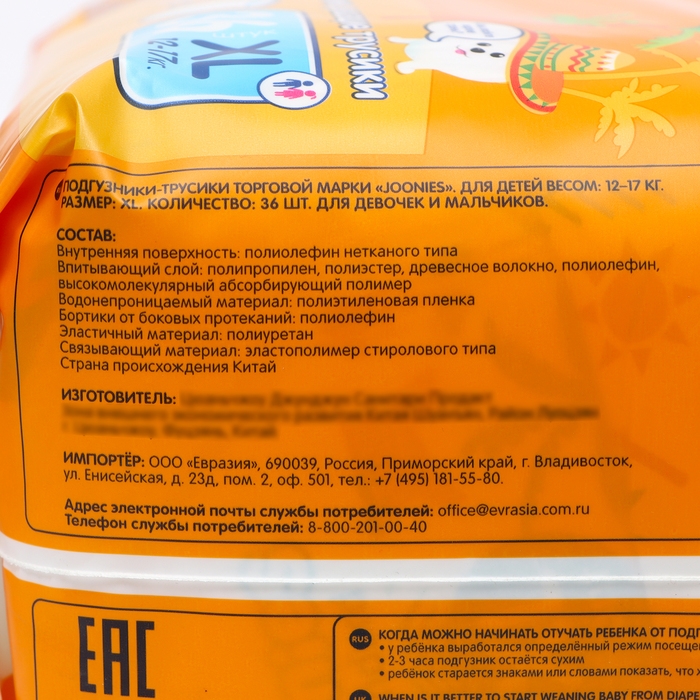 XL
12-17 кг.
трусики
ПОДГУЗНИКИ-ТРУСИКИ ТОРГОВОЙ МАРКИ «JOONIES». ДЛЯ ДЕТЕЙ ВЕСОМ: 12–17 КГ.
РАЗМЕР: XL. КОЛИЧЕСТВО: 36 ШТ. ДЛЯ ДЕВОЧЕК И МАЛЬЧИКОВ.
СОСТАВ:
Внутренняя поверхность: полиолефин нетканого типа
Впитывающий слой: полипропилен, полиэстер, древесное волокно, полиолефин,
высокомолекулярный абсорбирующий полимер
Водонепроницаемый материал: полиэтиленовая пленка
Бортики от боковых протеканий: полиолефин
Эластичный материал: полиуретан
Связывающий материал: эластополимер стиролового типа
Страна происхождения Китай
ИЗГОТОВИТЕЛЬ:
ИМПОРТЁР: ООО «Евразия», 690039, Россия, Приморский край, г. Владивосток,
ул. Енисейская, д. 23д, пом. 2, оф. 501, тел.: +7 (495) 181-55-80.
Адрес электронной почты службы потребителей: office@evrasia.com.ru
Телефон службы потребителей: 8-800-201-00-40
EAC
RUS КОГДА МОЖНО НАЧИНАТЬ ОТУЧАТЬ РЕБЕНКА ОТ ПОДГ
• у ребёнка выработался определённый режим посеще
• 2-3 часа подгузник остаётся сухим
• ребёнок старается знаками или словами показать, что
WHEN IS IT BETTER TO START WEANING BABY FROM DIAPE